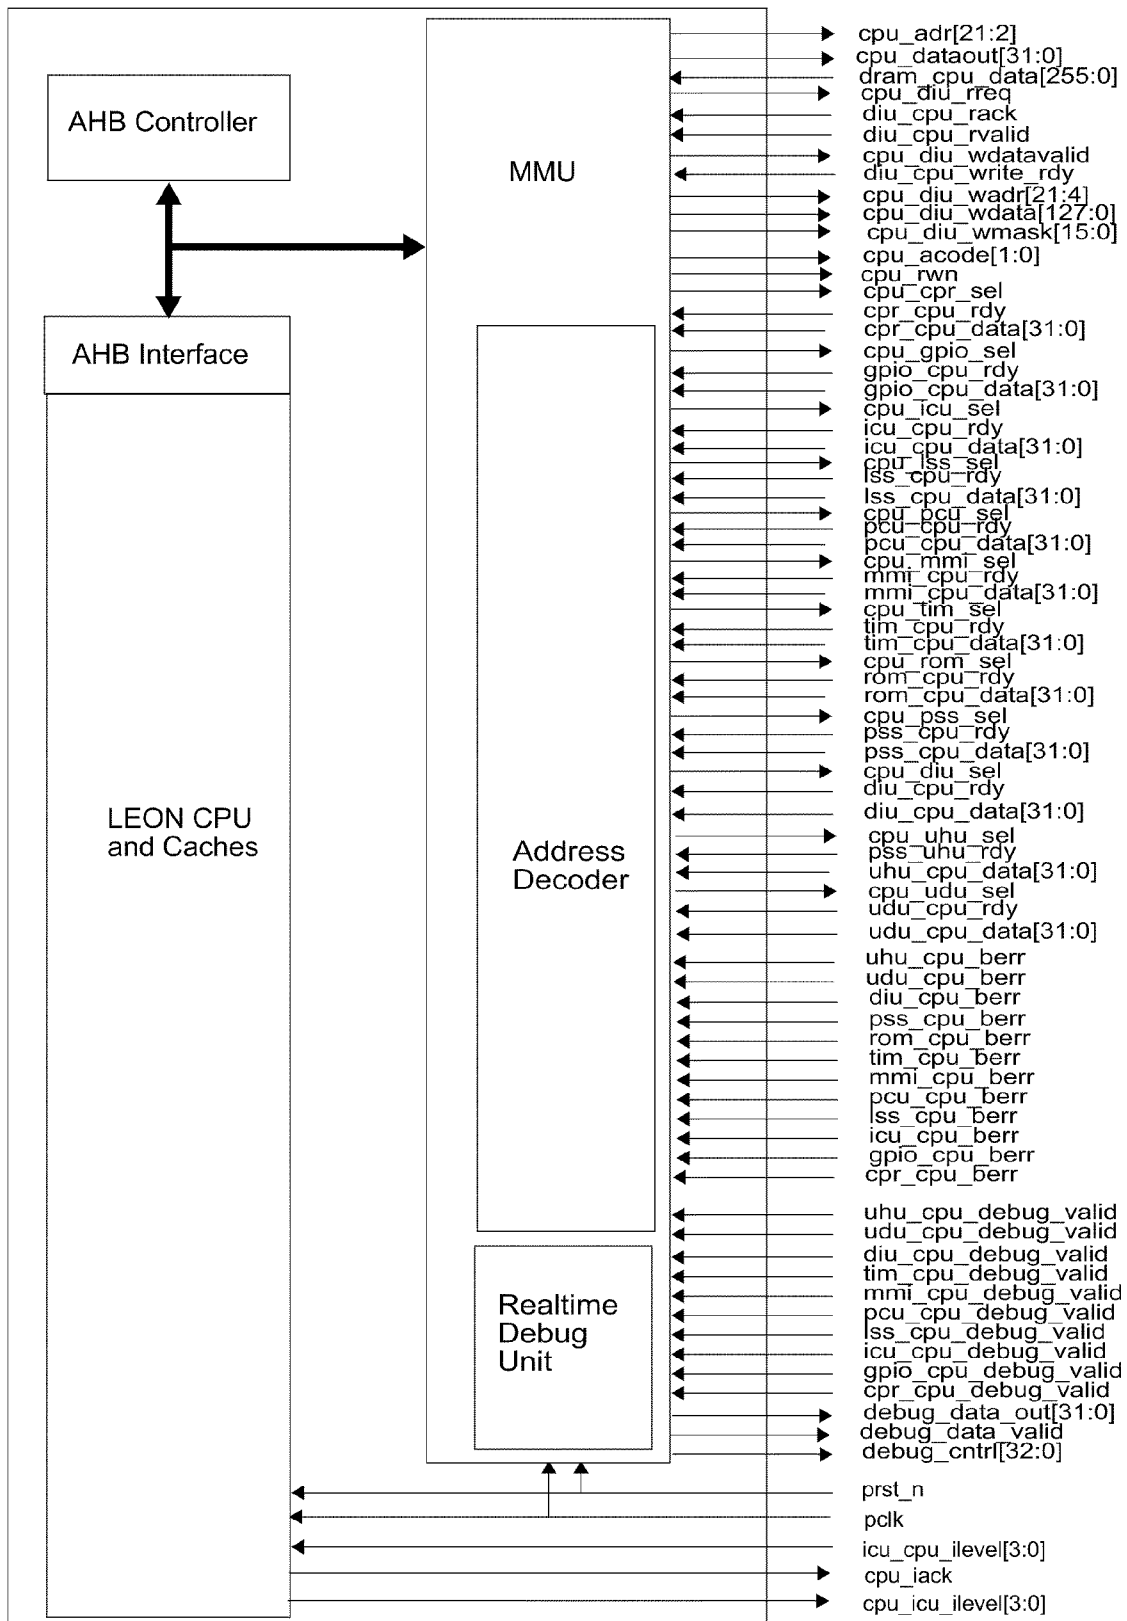 AHB Controller
AHB Interface
LEON CPU
and Caches
MMU
Address
Decoder
Realtime
Debug
Unit
cpu_adr[21:2]
cpu_dataout[31:0]
dram_cpu_data[255:0]
cpu_diu_rreq
diu_cpu_rack
diu_cpu_rvalid
cpu_diu_wdatavalid
diu_cpu_write_rdy
cpu_diu_wadr[21:4]
cpu_diu_wdata[127:0]
cpu_diu_wmask[15:0]
cpu_acode[1:0]
cpu_rwn
cpu_cpr_sel
cpr_cpu_rdy
cpr_cpu_data[31:0]
cpu_gpio_sel
gpio_cpu_rdy
gpio_cpu_data[31:0]
cpu_icu_sel
icu_cpu_rdy
icu_cpu_data[31:0]
cpu_lss_sel
lss_cpu_rdy
lss_cpu_data[31:0]
cpu_pcu_sel
pcu_cpu_rdy
pcu_cpu_data[31:0]
cpu_mmi_sel
mmi_cpu_rdy
mmi_cpu_data[31:0]
cpu_tim_sel
tim_cpu_rdy
tim_cpu_data[31:0]
cpu_rom_sel
rom_cpu_rdy
rom_cpu_data[31:0]
cpu_pss_sel
pss_cpu_rdy
pss_cpu_data[31:0]
cpu_diu_sel
diu_cpu_rdy
diu_cpu_data[31:0]
cpu_uhu_sel
pss_uhu_rdy
uhu_cpu_data[31:0]
cpu_udu_sel
udu_cpu_rdy
udu_cpu_data[31:0]
uhu_cpu_berr
udu_cpu_berr
diu_cpu_berr
pss_cpu_berr
rom_cpu_berr
tim_cpu_berr
mmi_cpu_berr
pcu_cpu_berr
lss_cpu_berr
icu_cpu_berr
gpio_cpu_berr
cpr_cpu_berr
uhu_cpu_debug_valid
udu_cpu_debug_valid
diu_cpu_debug_valid
tim_cpu_debug_valid
mmi_cpu_debug_valid
pcu_cpu_debug_valid
lss_cpu_debug_valid
icu_cpu_debug_valid
gpio_cpu_debug_valid
cpr_cpu_debug_valid
debug_data_out[31:0]
debug_data_valid
debug_cntrl[32:0]
prst_n
pclk
icu_cpu_ilevel[3:0]
cpu_iack
cpu_icu_ilevel[3:0]